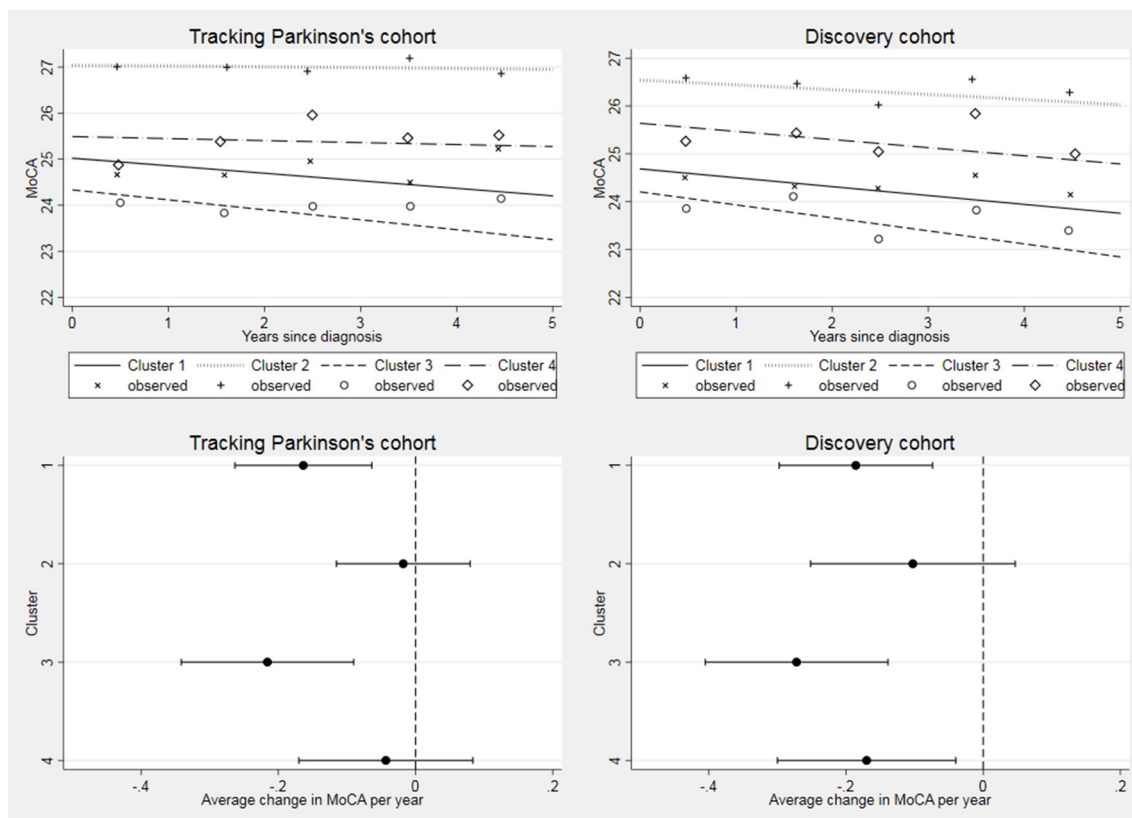 Tracking Parkinson's cohort
MoCA
27
26
25
24
23
22
0 1 2 3 4 5
Years since diagnosis
Cluster 1 Cluster 2 Cluster 3 Cluster 4
observed observed observed observed
Discovery cohort
MoCA
27
26
25
24
23
22
0 1 2 3 4 5
Years since diagnosis
Cluster 1 Cluster 2 Cluster 3 Cluster 4
observed observed observed observed
Tracking Parkinson's cohort
Cluster
1
2
3
4
-.4 -.2 0 .2
Average change in MoCA per year
Discovery cohort
Cluster
1
2
3
4
-.4 -.2 0 .2
Average change in MoCA per year